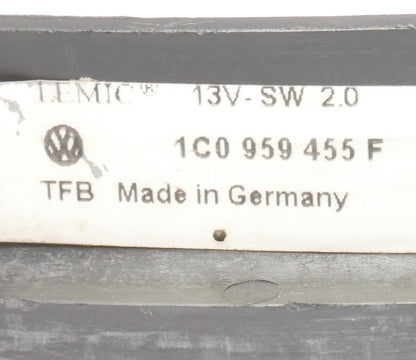 TEMIC® 13V-SW 2.0
1C0 959 455 F
TFB Made in Germany